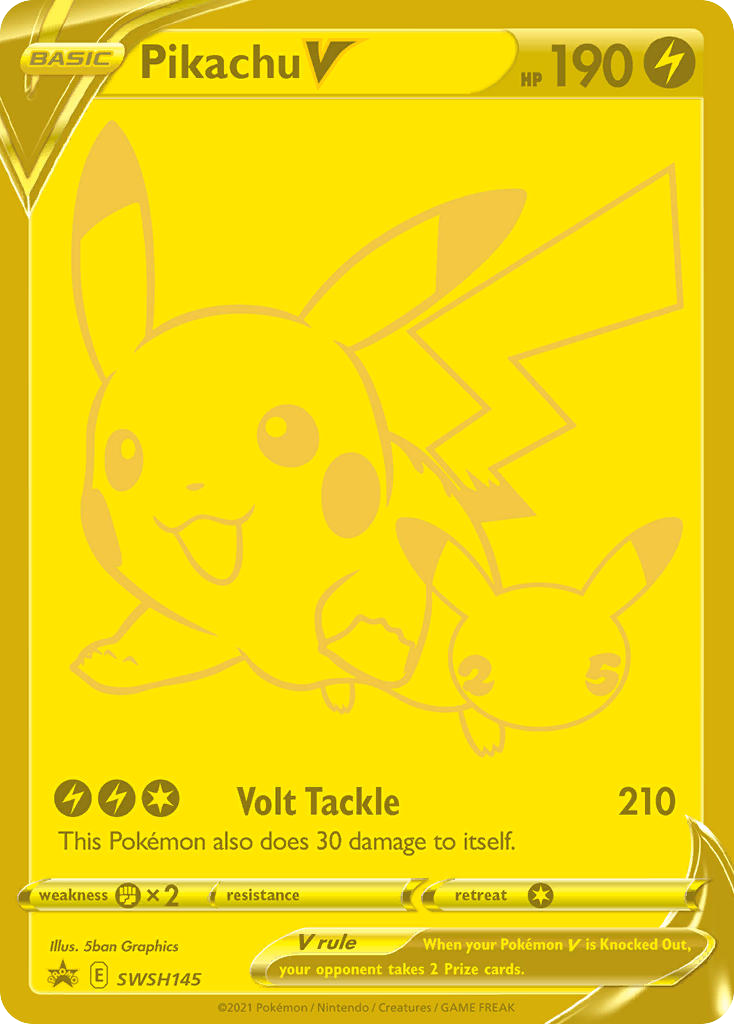 BASIC Pikachu V HP 190
25
Volt Tackle 210
This Pokémon also does 30 damage to itself.
weakness ×2 resistance retreat
Illus. 5ban Graphics
V rule When your Pokémon V is Knocked Out,
your opponent takes 2 Prize cards.
PROMO E SWSH145
©2021 Pokémon / Nintendo / Creatures / GAME FREAK